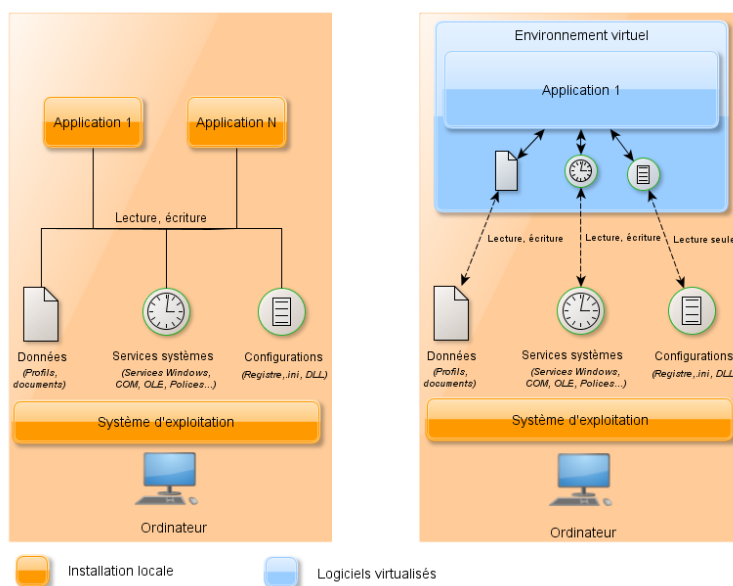 Application 1
Application N
Lecture, écriture
Données
(Profils,
documents)
Services systèmes
(Services Windows,
COM, OLE, Polices...)
Configurations
(Registre,.ini, DLL)
Système d'exploitation
Ordinateur
Environnement virtuel
Application 1
Lecture, écriture
Lecture, écriture
Lecture seule
Données
(Profils,
documents)
Services systèmes
(Services Windows,
COM, OLE, Polices...)
Configurations
(Registre,.ini, DLL
Système d'exploitation
Ordinateur
Installation locale
Logiciels virtualisés